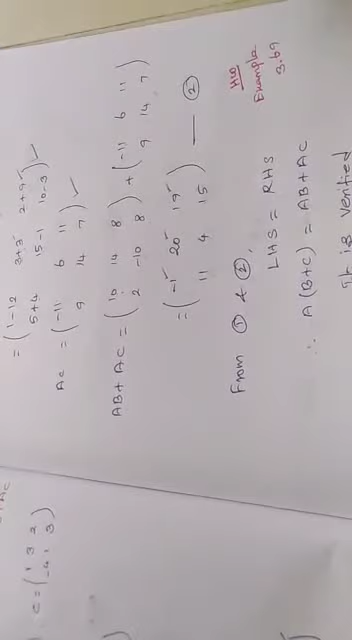 = (1-12 3+3 2+9
5+4 15-1 10-3)
AC = (-11 6 11
9 14 7)
AB+AC = (10 14 8
2 -10 8) + (-11 6 11
9 14 7)
= (-1 20 19
11 4 15) — ②
From ① & ②,
LHS = RHS
∴ A(B+C) = AB+AC
It is verified
H/W
Example
3.69
C = (1 3 2
-4 1 3)